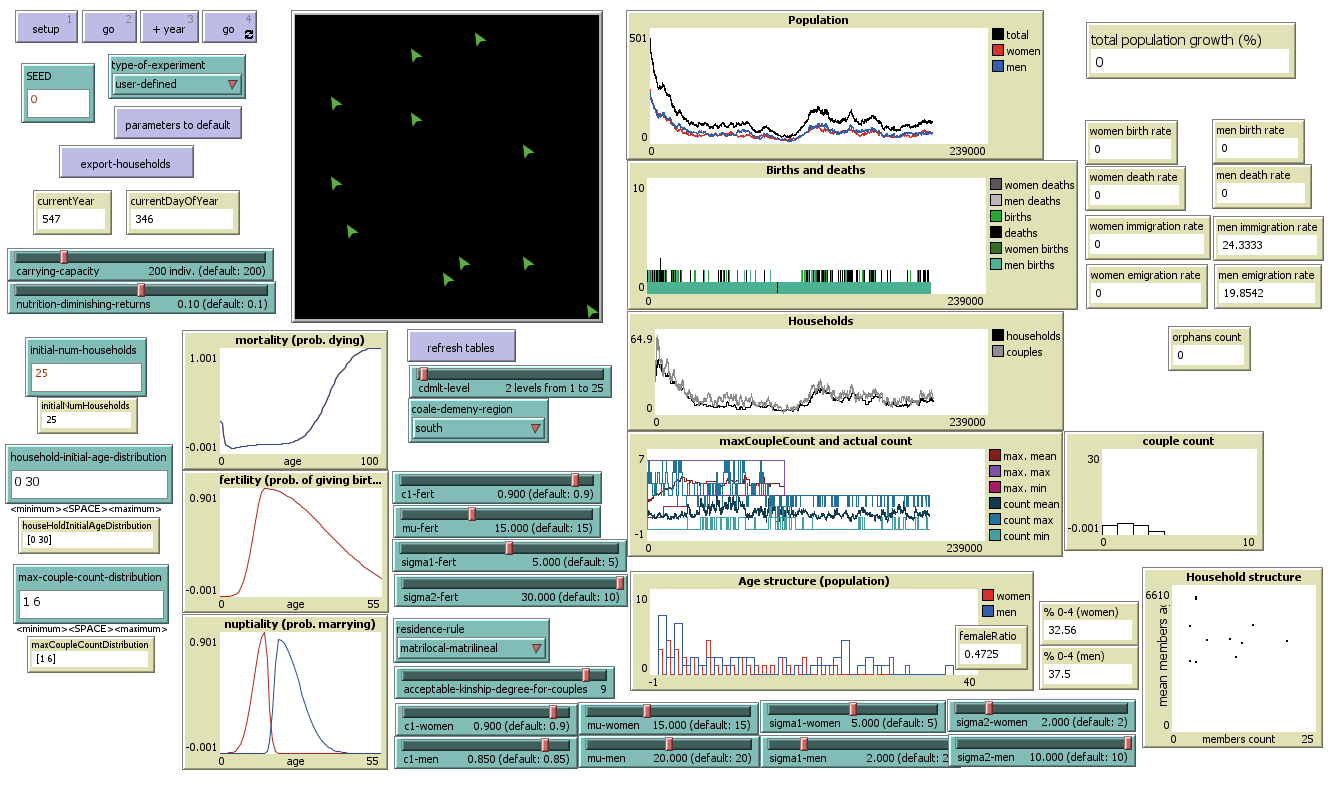 setup 1
go 2
+ year 3
go 4
SEED
0
type-of-experiment
user-defined
parameters to default
export-households
currentYear
547
currentDayOfYear
346
carrying-capacity 200 indiv. (default: 200)
nutrition-diminishing-returns 0.10 (default: 0.1)
initial-num-households
25
initialNumHouseholds
25
household-initial-age-distribution
0 30
<minimum><SPACE><maximum>
houseHoldInitialAgeDistribution
[0 30]
max-couple-count-distribution
1 6
<minimum><SPACE><maximum>
maxCoupleCountDistribution
[1 6]
mortality (prob. dying)
1.001
-0.001
0 age 100
fertility (prob. of giving birt...
0.901
-0.001
0 age 55
nuptiality (prob. marrying)
0.901
-0.001
0 age 55
refresh tables
cdmlt-level 2 levels from 1 to 25
coale-demeny-region
south
c1-fert 0.900 (default: 0.9)
mu-fert 15.000 (default: 15)
sigma1-fert 5.000 (default: 5)
sigma2-fert 30.000 (default: 10)
residence-rule
matrilocal-matrilineal
acceptable-kinship-degree-for-couples 9
c1-women 0.900 (default: 0.9)
mu-women 15.000 (default: 15)
sigma1-women 5.000 (default: 5)
sigma2-women 2.000 (default: 2)
c1-men 0.850 (default: 0.85)
mu-men 20.000 (default: 20)
sigma1-men 2.000 (default: 2
sigma2-men 10.000 (default: 10)
Population
501
0
0 239000
total
women
men
Births and deaths
10
0
0 239000
women deaths
men deaths
births
deaths
women births
men births
Households
64.9
0
0 239000
households
couples
maxCoupleCount and actual count
7
-1
0 239000
max. mean
max. max
max. min
count mean
count max
count min
couple count
30
-0.001
0 10
Age structure (population)
10
0
-1 40
women
men
femaleRatio
0.4725
% 0-4 (women)
32.56
% 0-4 (men)
37.5
Household structure
6610
mean members a
0
0 members count 25
total population growth (%)
0
women birth rate
0
men birth rate
0
women death rate
0
men death rate
0
women immigration rate
0
men immigration rate
24.3333
women emigration rate
0
men emigration rate
19.8542
orphans count
0